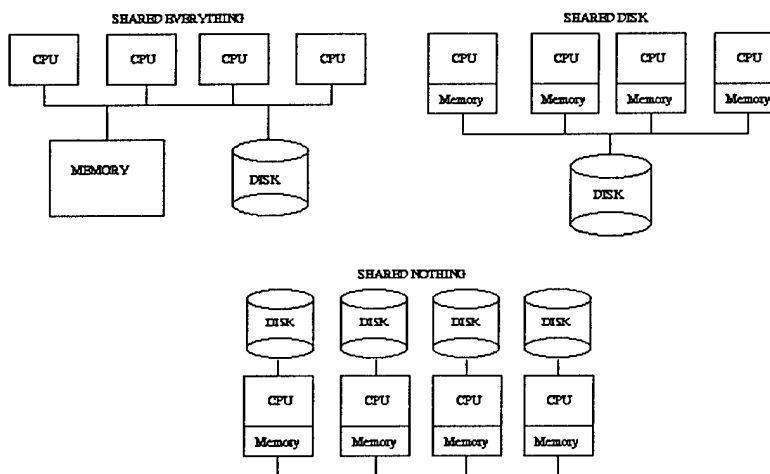 SHARED EVERYTHING
CPU CPU CPU CPU
MEMORY
DISK
SHARED DISK
CPU CPU CPU CPU
Memory Memory Memory Memory
DISK
SHARED NOTHING
DISK DISK DISK DISK
CPU CPU CPU CPU
Memory Memory Memory Memory